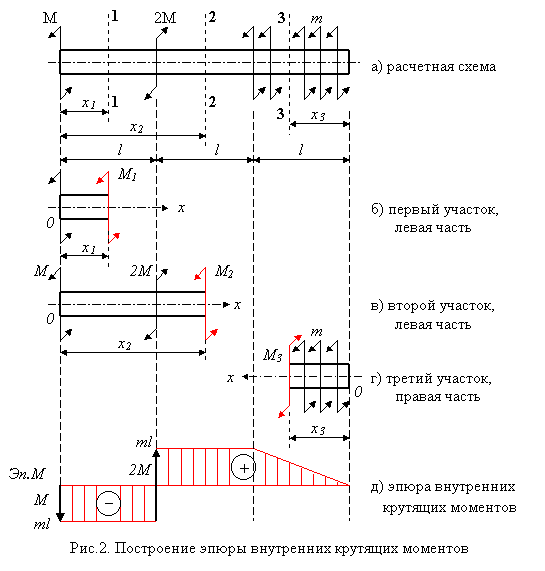 M 1 2M 2 3 m
а) расчетная схема
x1 1 2 3 x3
x2
l l l
M1
x
0
б) первый участок,
левая часть
x1
M 2M M2
x
0
в) второй участок,
левая часть
x2
m
M3
x 0
г) третий участок,
правая часть
x3
ml
Эп.M 2M +
M −
ml
д) эпюра внутренних
крутящих моментов
Рис.2. Построение эпюры внутренних крутящих моментов